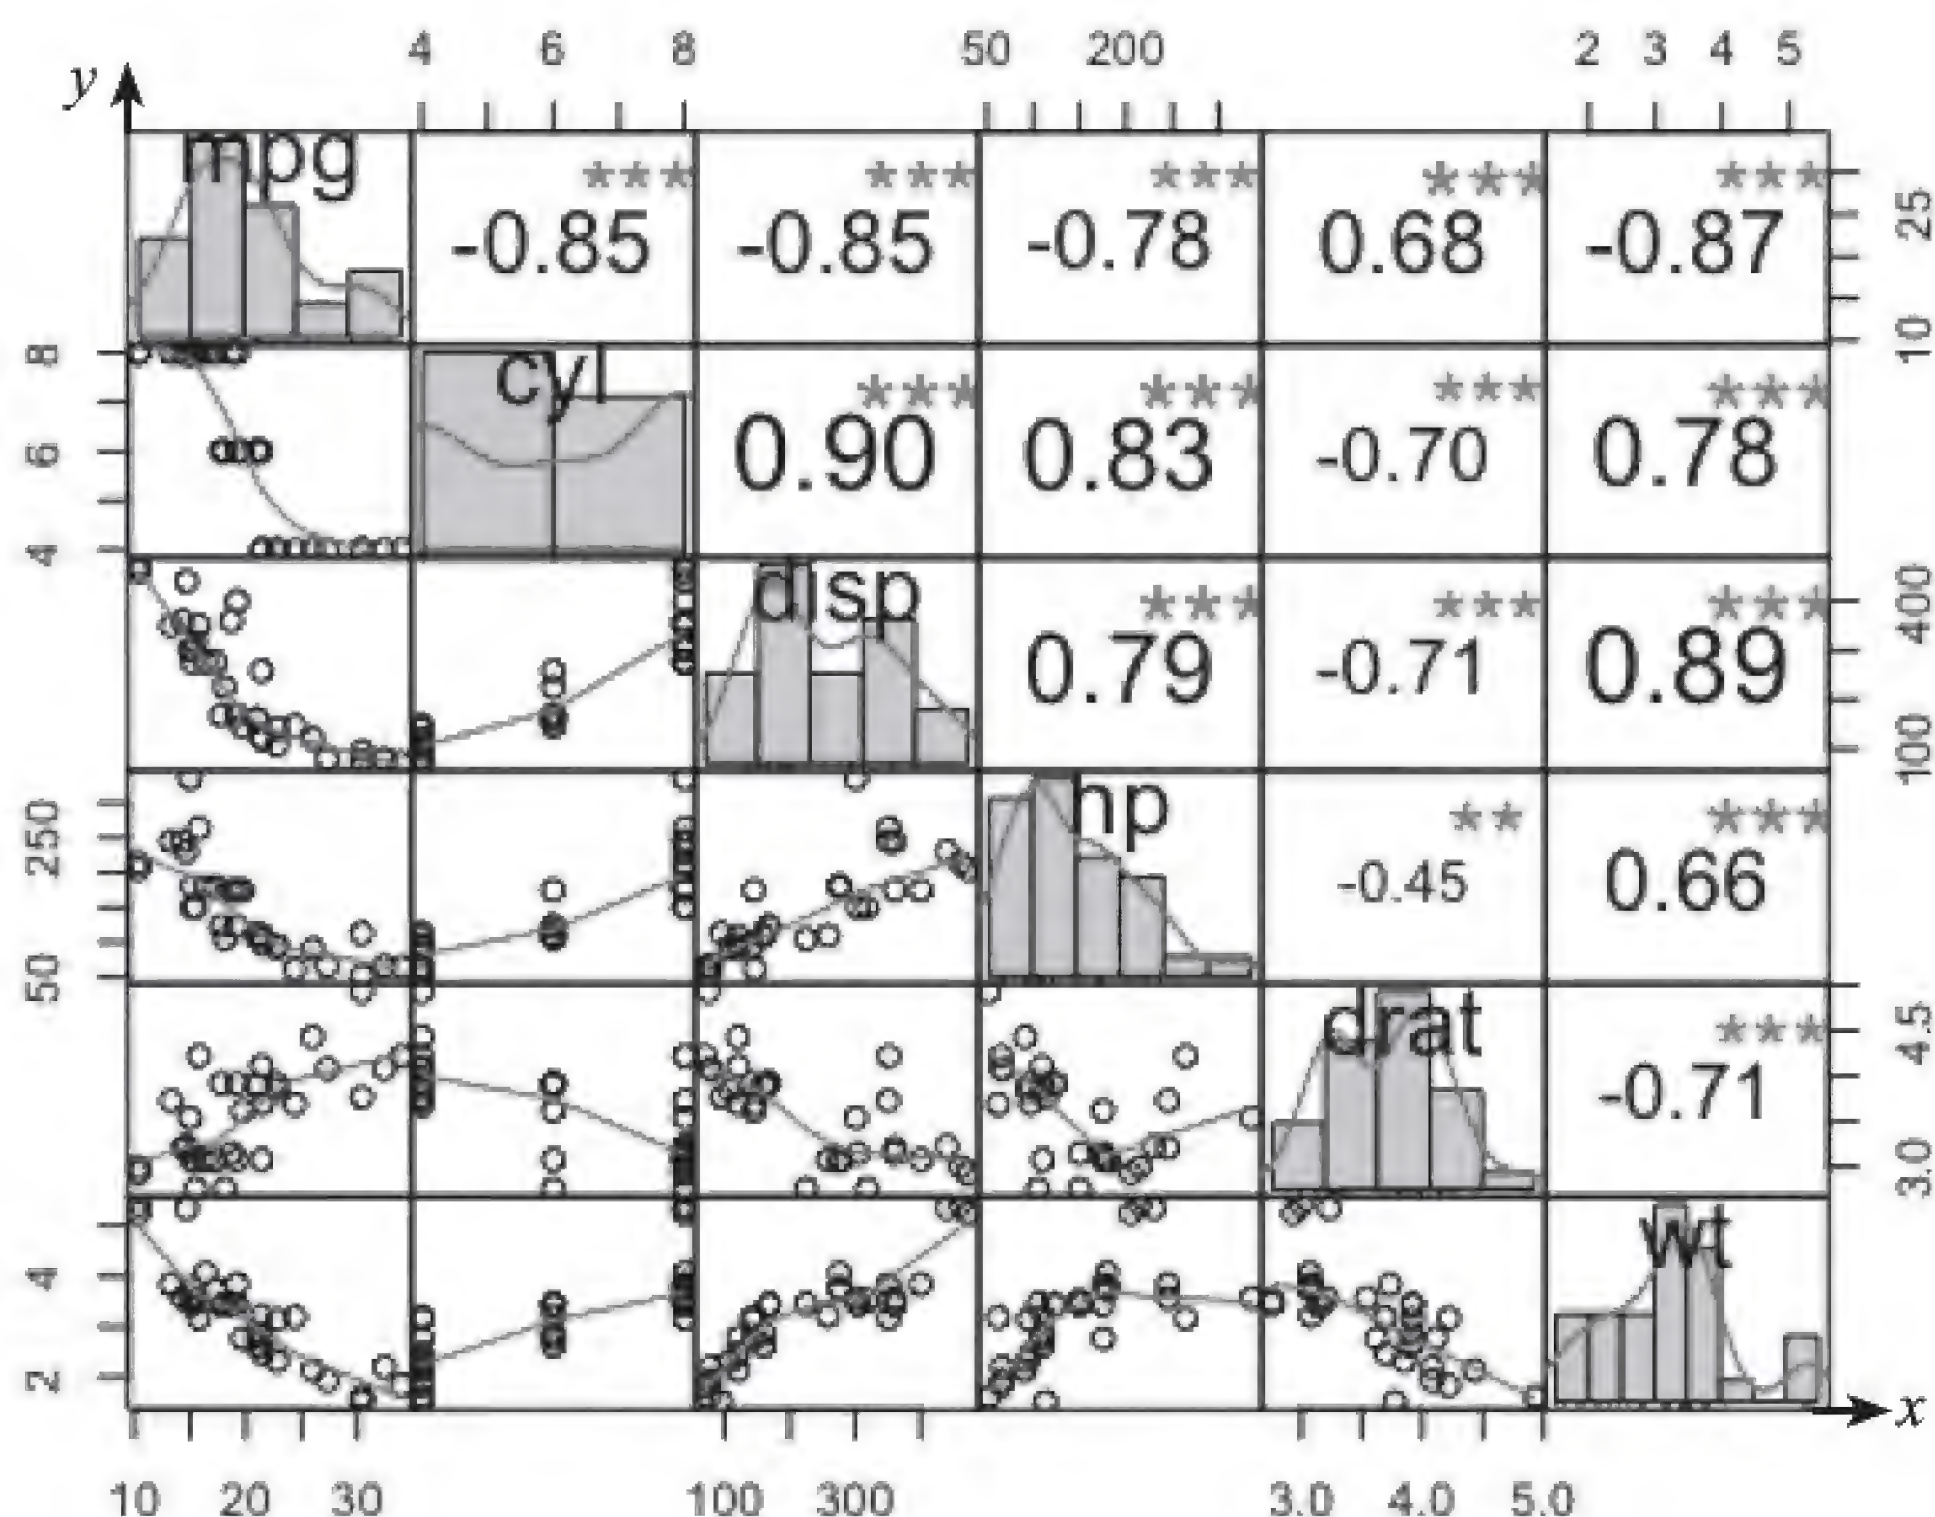 4 6 8 50 200 2 3 4 5
y
mpg *** *** *** *** ***
-0.85 -0.85 -0.78 0.68 -0.87 25
10
8 cyl *** *** *** ***
6 0.90 0.83 -0.70 0.78
4
disp *** *** *** 400
0.79 -0.71 0.89
100
250 hp ** ***
-0.45 0.66
50
drat *** 4.5
-0.71
3.0
wt
4
2
x
10 20 30 100 300 3.0 4.0 5.0